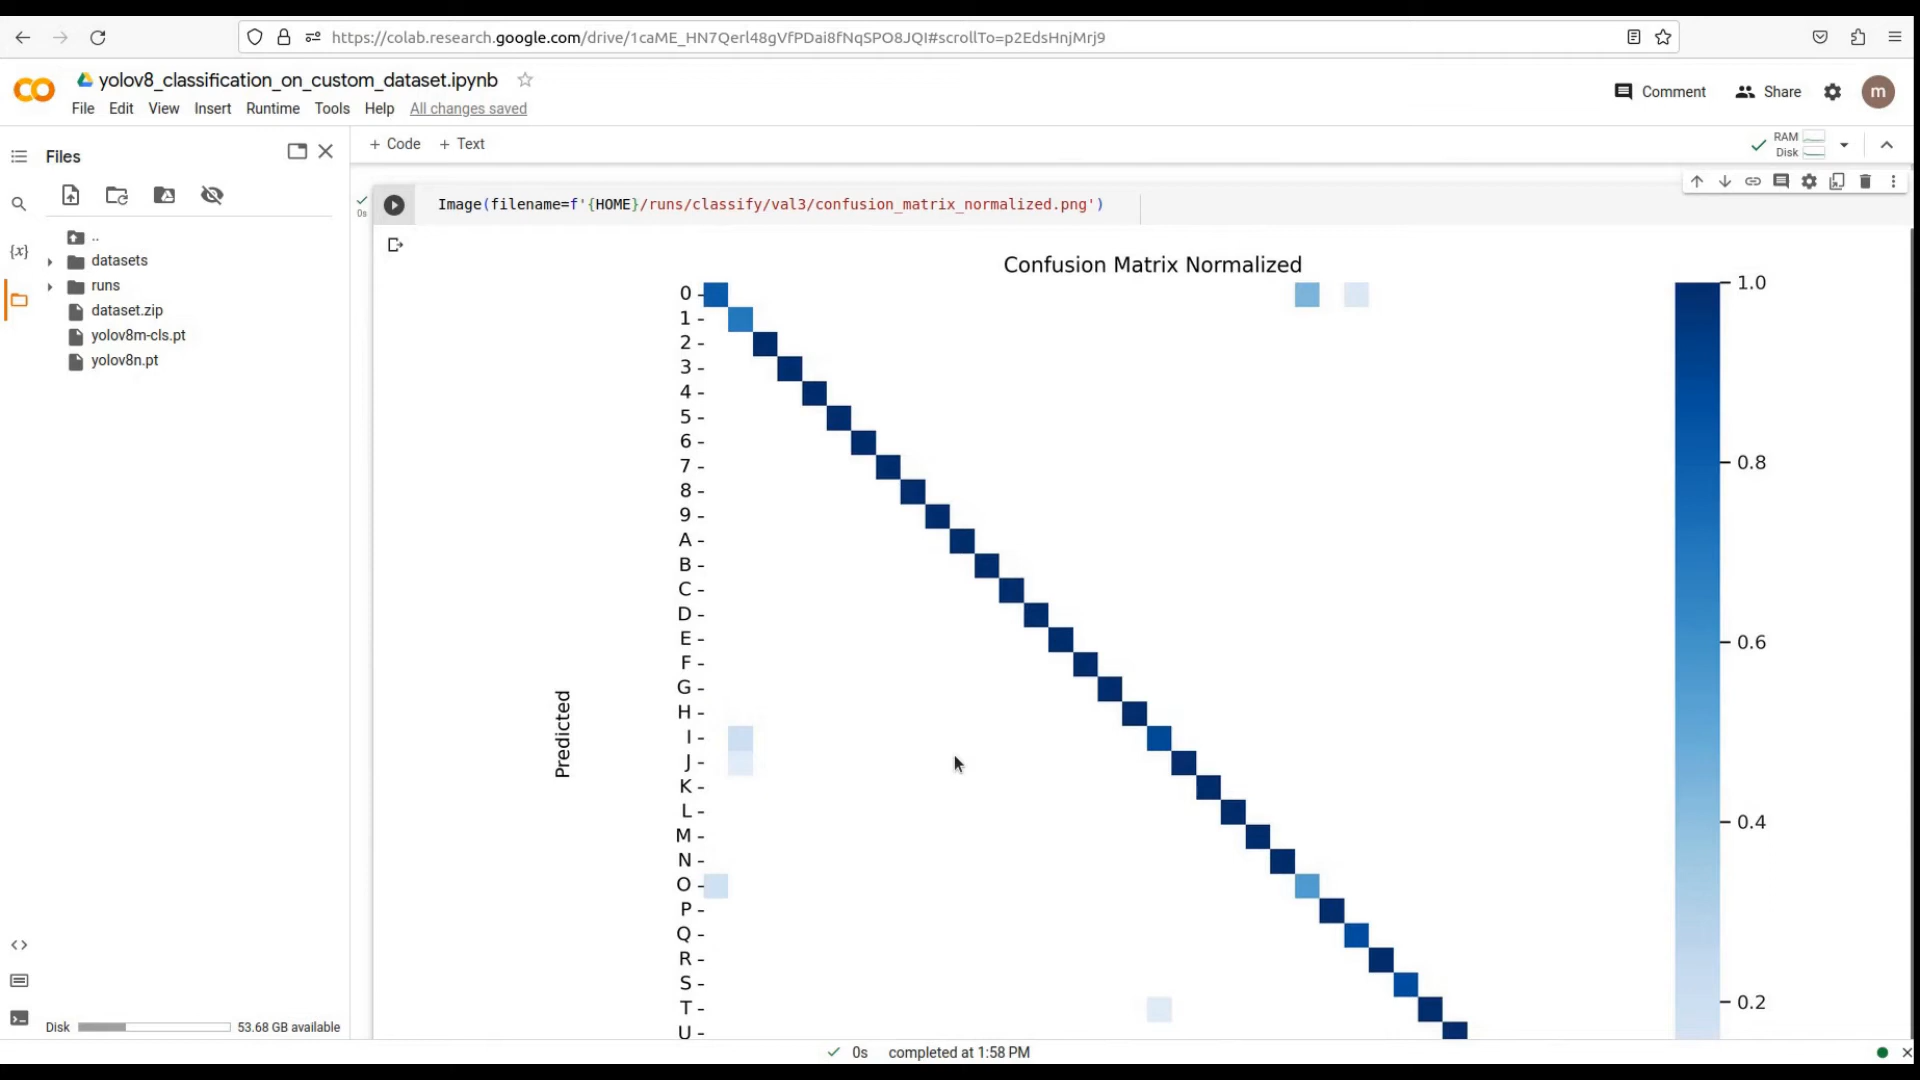 https://colab.research.google.com/drive/1caME_HN7Qerl48gVfPDai8fNqSPO8JQI#scrollTo=p2EdsHnjMrj9
yolov8_classification_on_custom_dataset.ipynb
Comment
Share
m
File Edit View Insert Runtime Tools Help All changes saved
Files
+ Code + Text
RAM
Disk
{x}
..
datasets
runs
dataset.zip
yolov8m-cls.pt
yolov8n.pt
0s
Image(filename=f'{HOME}/runs/classify/val3/confusion_matrix_normalized.png')
Confusion Matrix Normalized
Predicted
0
1
2
3
4
5
6
7
8
9
A
B
C
D
E
F
G
H
I
J
K
L
M
N
O
P
Q
R
S
T
U
1.0
0.8
0.6
0.4
0.2
Disk 53.68 GB available
0s completed at 1:58 PM